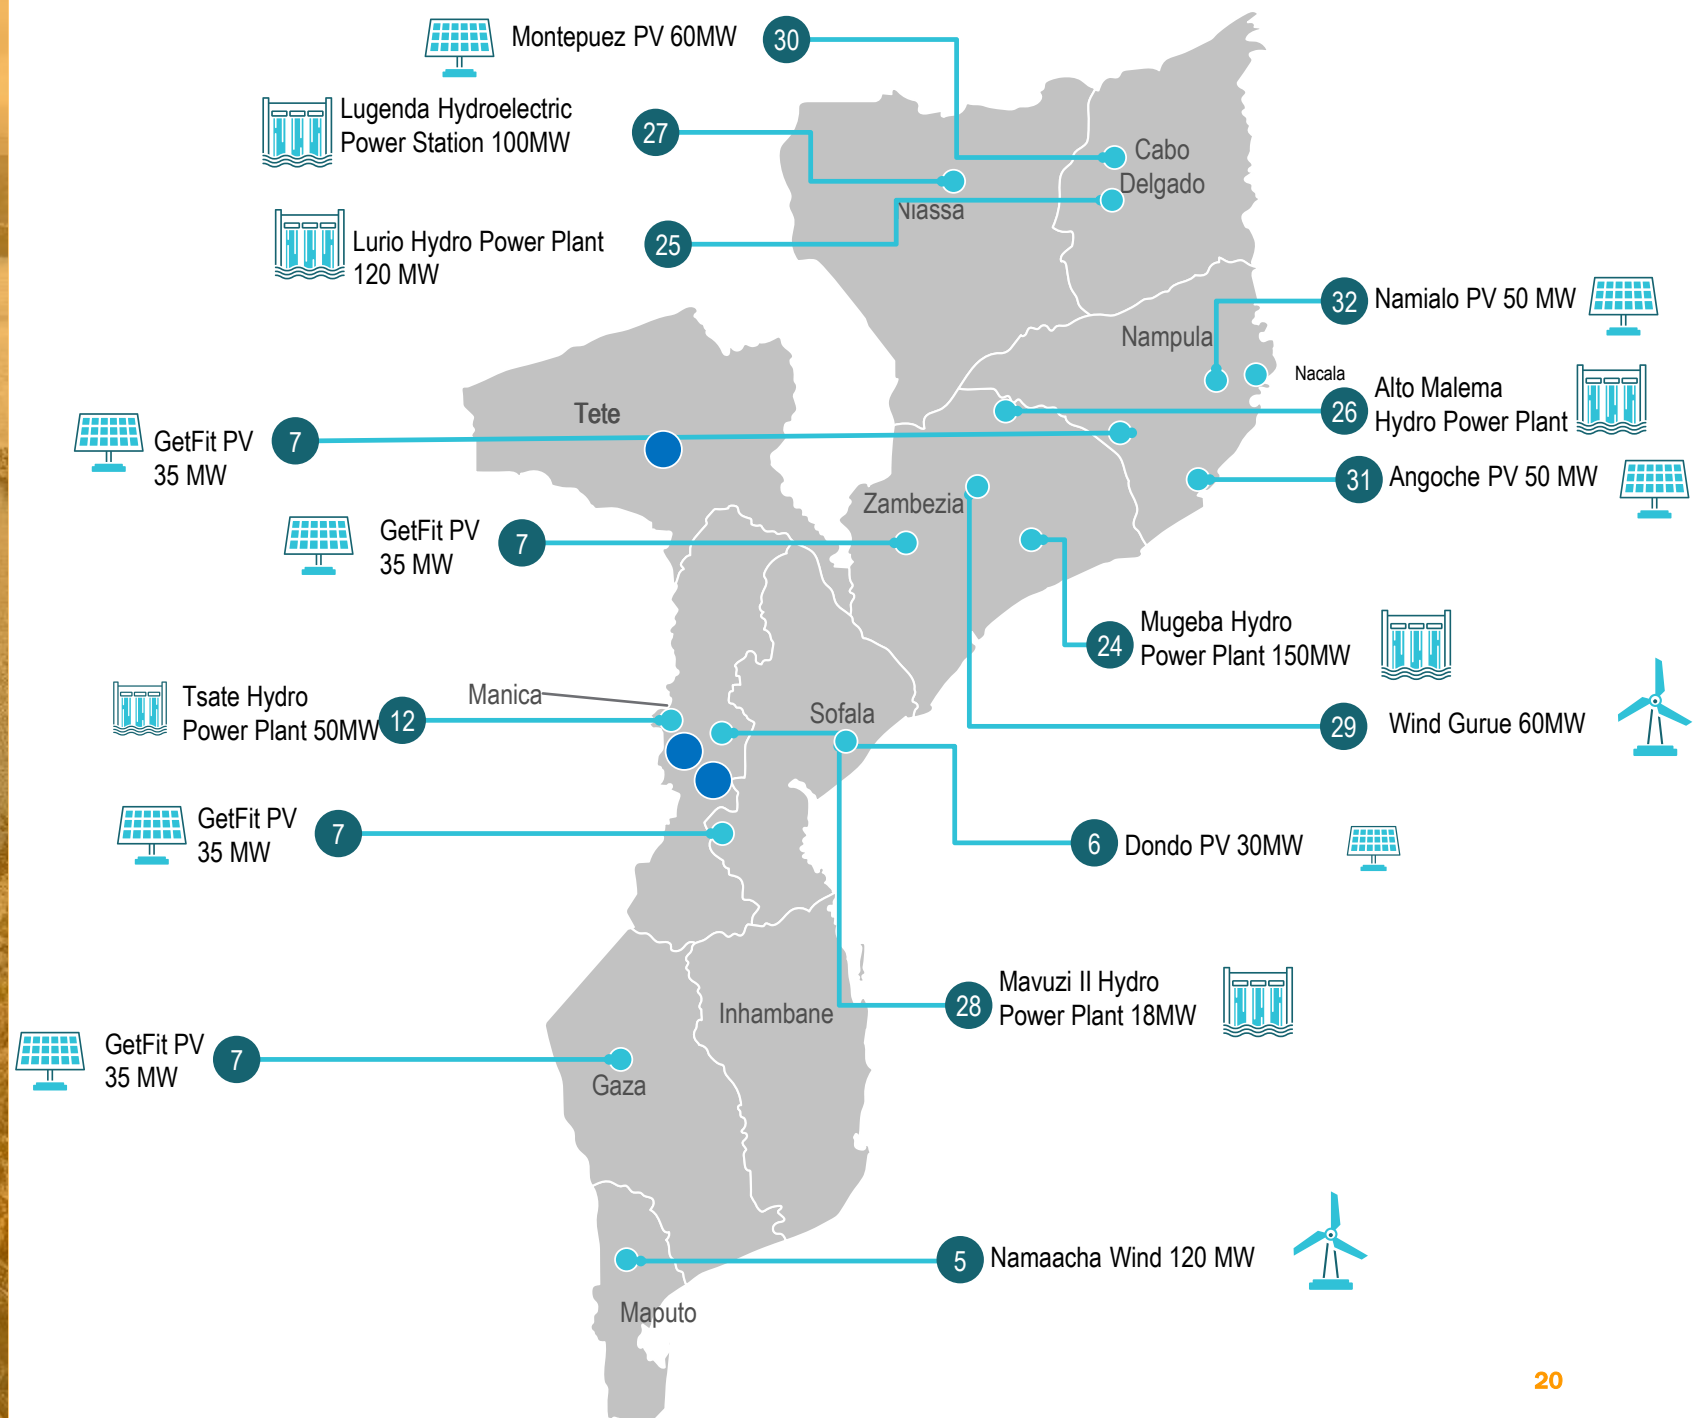 Montepuez PV 60MW
30
Lugenda Hydroelectric
Power Station 100MW
27
Cabo
Delgado
Niassa
Lurio Hydro Power Plant
120 MW
25
32
Namialo PV 50 MW
Nampula
Nacala
Alto Malema
Hydro Power Plant
26
Tete
GetFit PV
35 MW
7
31
Angoche PV 50 MW
Zambezia
GetFit PV
35 MW
7
Mugeba Hydro
Power Plant 150MW
24
Tsate Hydro
Power Plant 50MW
12
Manica
Sofala
29
Wind Gurue 60MW
GetFit PV
35 MW
7
6
Dondo PV 30MW
Mavuzi II Hydro
Power Plant 18MW
28
Inhambane
GetFit PV
35 MW
7
Gaza
5
Namaacha Wind 120 MW
Maputo
20